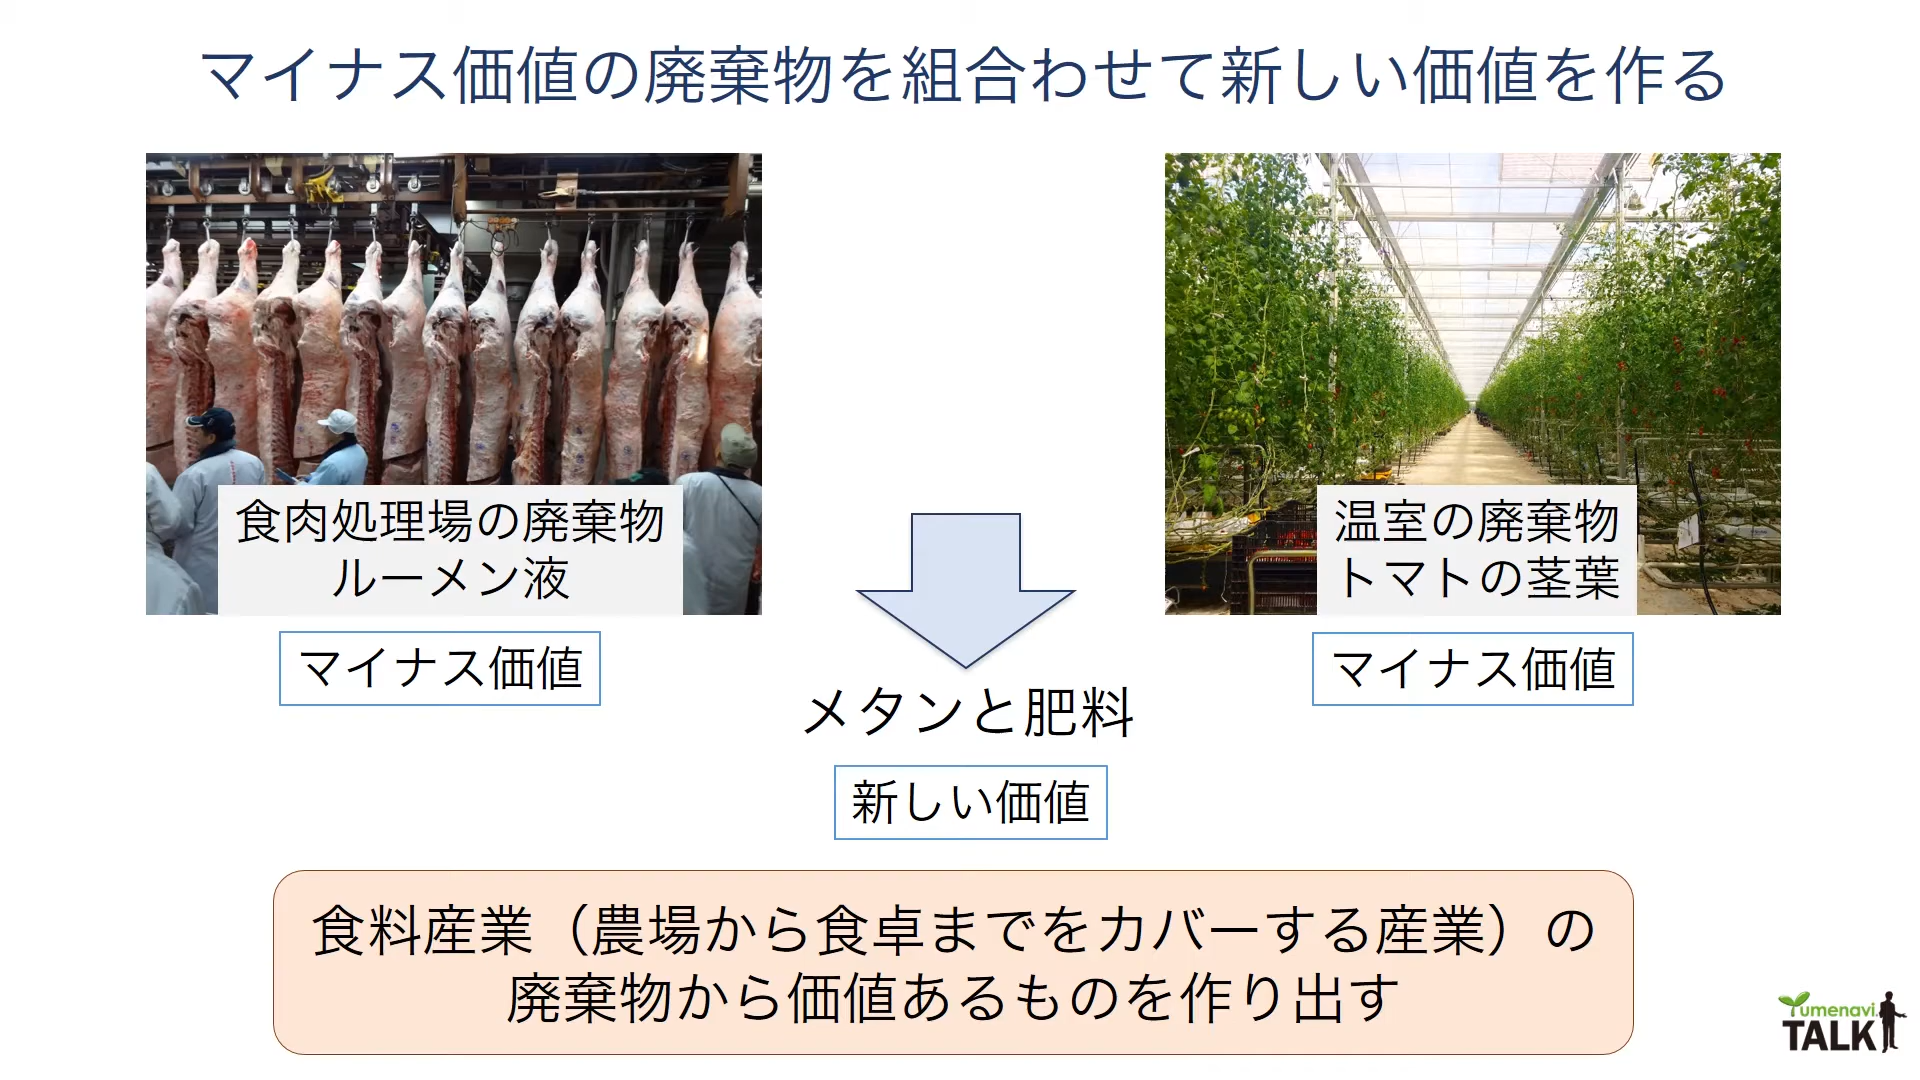 マイナス価値の廃棄物を組合わせて新しい価値を作る
食肉処理場の廃棄物
ルーメン液
マイナス価値
温室の廃棄物
トマトの茎葉
マイナス価値
メタンと肥料
新しい価値
食料産業（農場から食卓までをカバーする産業）の
廃棄物から価値あるものを作り出す
Yumenavi
TALK